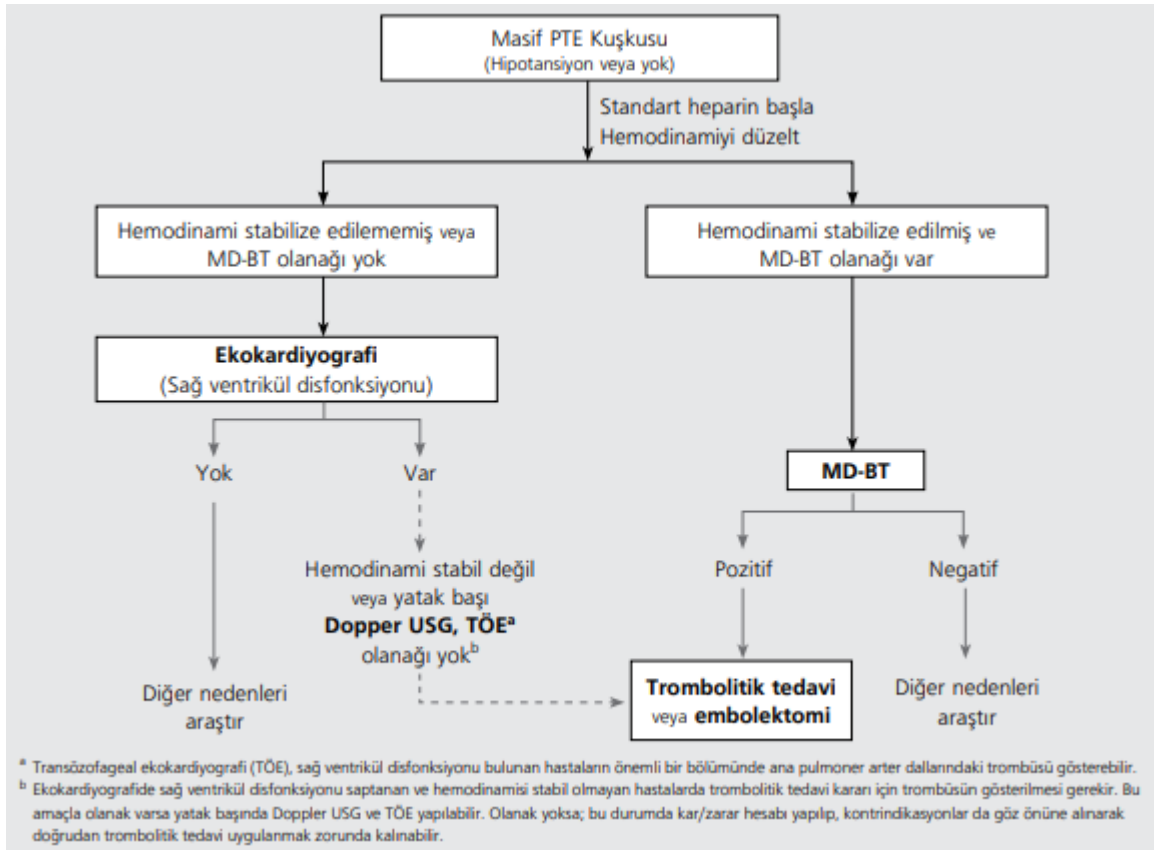 Masif PTE Kuşkusu
(Hipotansiyon veya yok)
Standart heparin başla
Hemodinamiyi düzelt
Hemodinami stabilize edilememiş veya
MD-BT olanağı yok
Hemodinami stabilize edilmiş ve
MD-BT olanağı var
Ekokardiyografi
(Sağ ventrikül disfonksiyonu)
Yok
Var
MD-BT
Hemodinami stabil değil
veya yatak başı
Dopper USG, TÖEᵃ
olanağı yokᵇ
Pozitif
Negatif
Diğer nedenleri
araştır
Trombolitik tedavi
veya embolektomi
Diğer nedenleri
araştır
ᵃ Transözofageal ekokardiyografi (TÖE), sağ ventrikül disfonksiyonu bulunan hastaların önemli bir bölümünde ana pulmoner arter dallarındaki trombüsü gösterebilir.
ᵇ Ekokardiyografide sağ ventrikül disfonksiyonu saptanan ve hemodinamisi stabil olmayan hastalarda trombolitik tedavi kararı için trombüsün gösterilmesi gerekir. Bu
amaçla olanak varsa yatak başında Doppler USG ve TÖE yapılabilir. Olanak yoksa; bu durumda kar/zarar hesabı yapılıp, kontrindikasyonlar da göz önüne alınarak
doğrudan trombolitik tedavi uygulanmak zorunda kalınabilir.